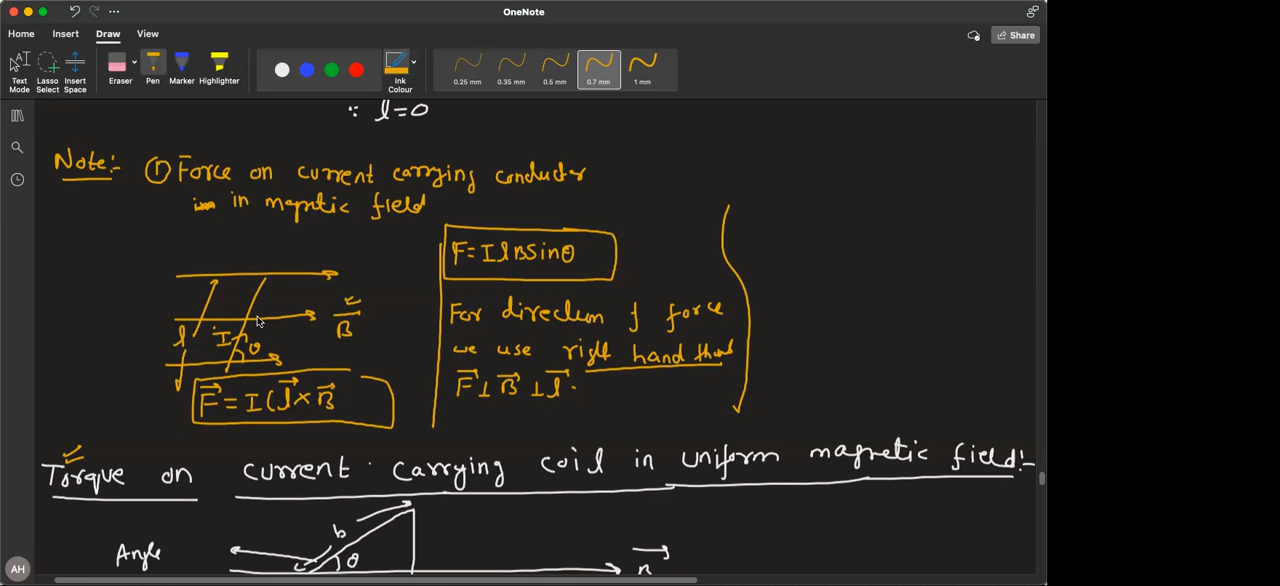 OneNote
Home Insert Draw View
Share
Text Mode
Lasso Select
Insert Space
Eraser
Pen
Marker
Highlighter
Ink Colour
0.25 mm
0.35 mm
0.5 mm
0.7 mm
1 mm
∵ l=0
Note:- ① Force on current carrying conductor
in magnetic field
F=IlBSinθ
l I θ B
For direction of force
we use right hand thumb
F⃗ ⊥ B⃗ ⊥ l⃗ .
F⃗ = I(l⃗ × B⃗
Torque on current carrying coil in uniform magnetic field:-
b
Angle
θ
n
AH